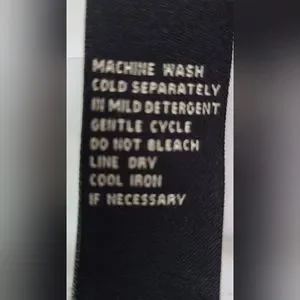 MACHINE WASH
COLD SEPARATELY
IN MILD DETERGENT
GENTLE CYCLE
DO NOT BLEACH
LINE DRY
COOL IRON
IF NECESSARY